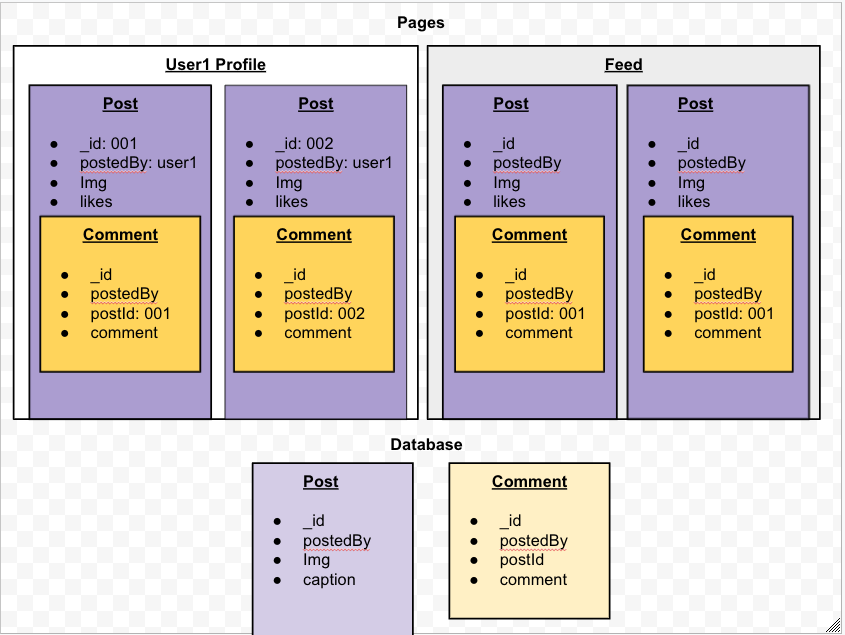 Pages
User1 Profile
Post
_id: 001
postedBy: user1
Img
likes
Comment
_id
postedBy
postId: 001
comment
Post
_id: 002
postedBy: user1
Img
likes
Comment
_id
postedBy
postId: 002
comment
Feed
Post
_id
postedBy
Img
likes
Comment
_id
postedBy
postId: 001
comment
Post
_id
postedBy
Img
likes
Comment
_id
postedBy
postId: 001
comment
Database
Post
_id
postedBy
Img
caption
Comment
_id
postedBy
postId
comment